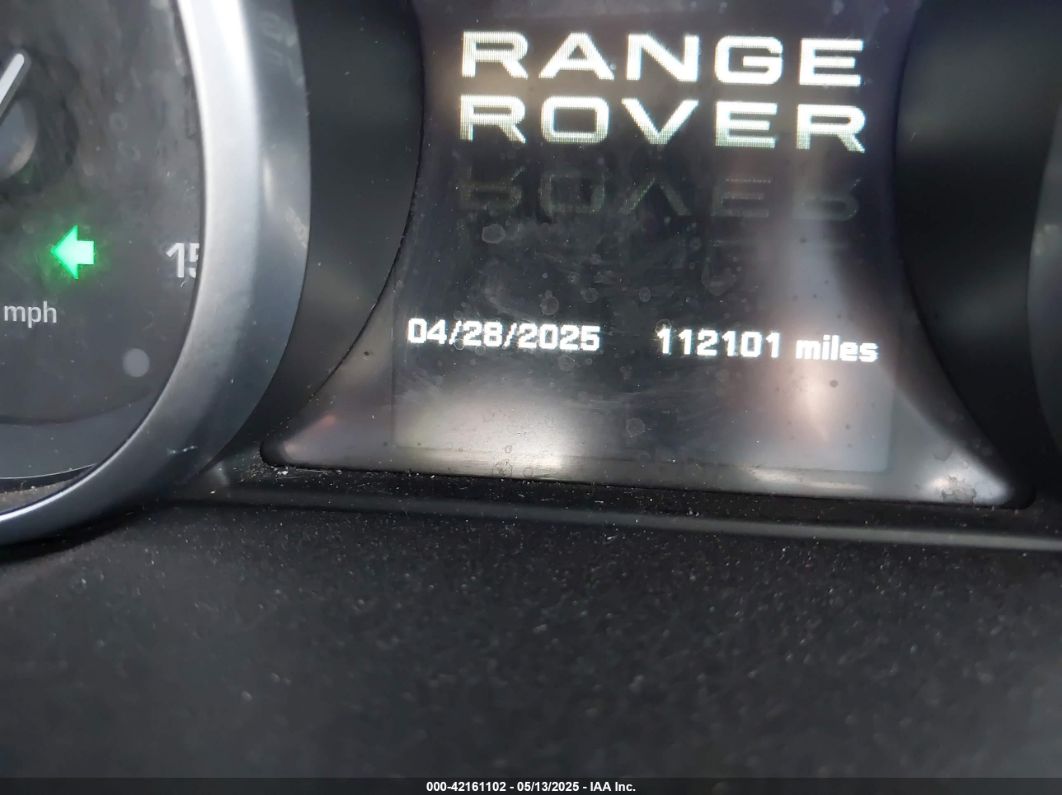 RANGE
ROVER
mph
04/28/2025 112101 miles
000-42161102 - 05/13/2025 - IAA Inc.